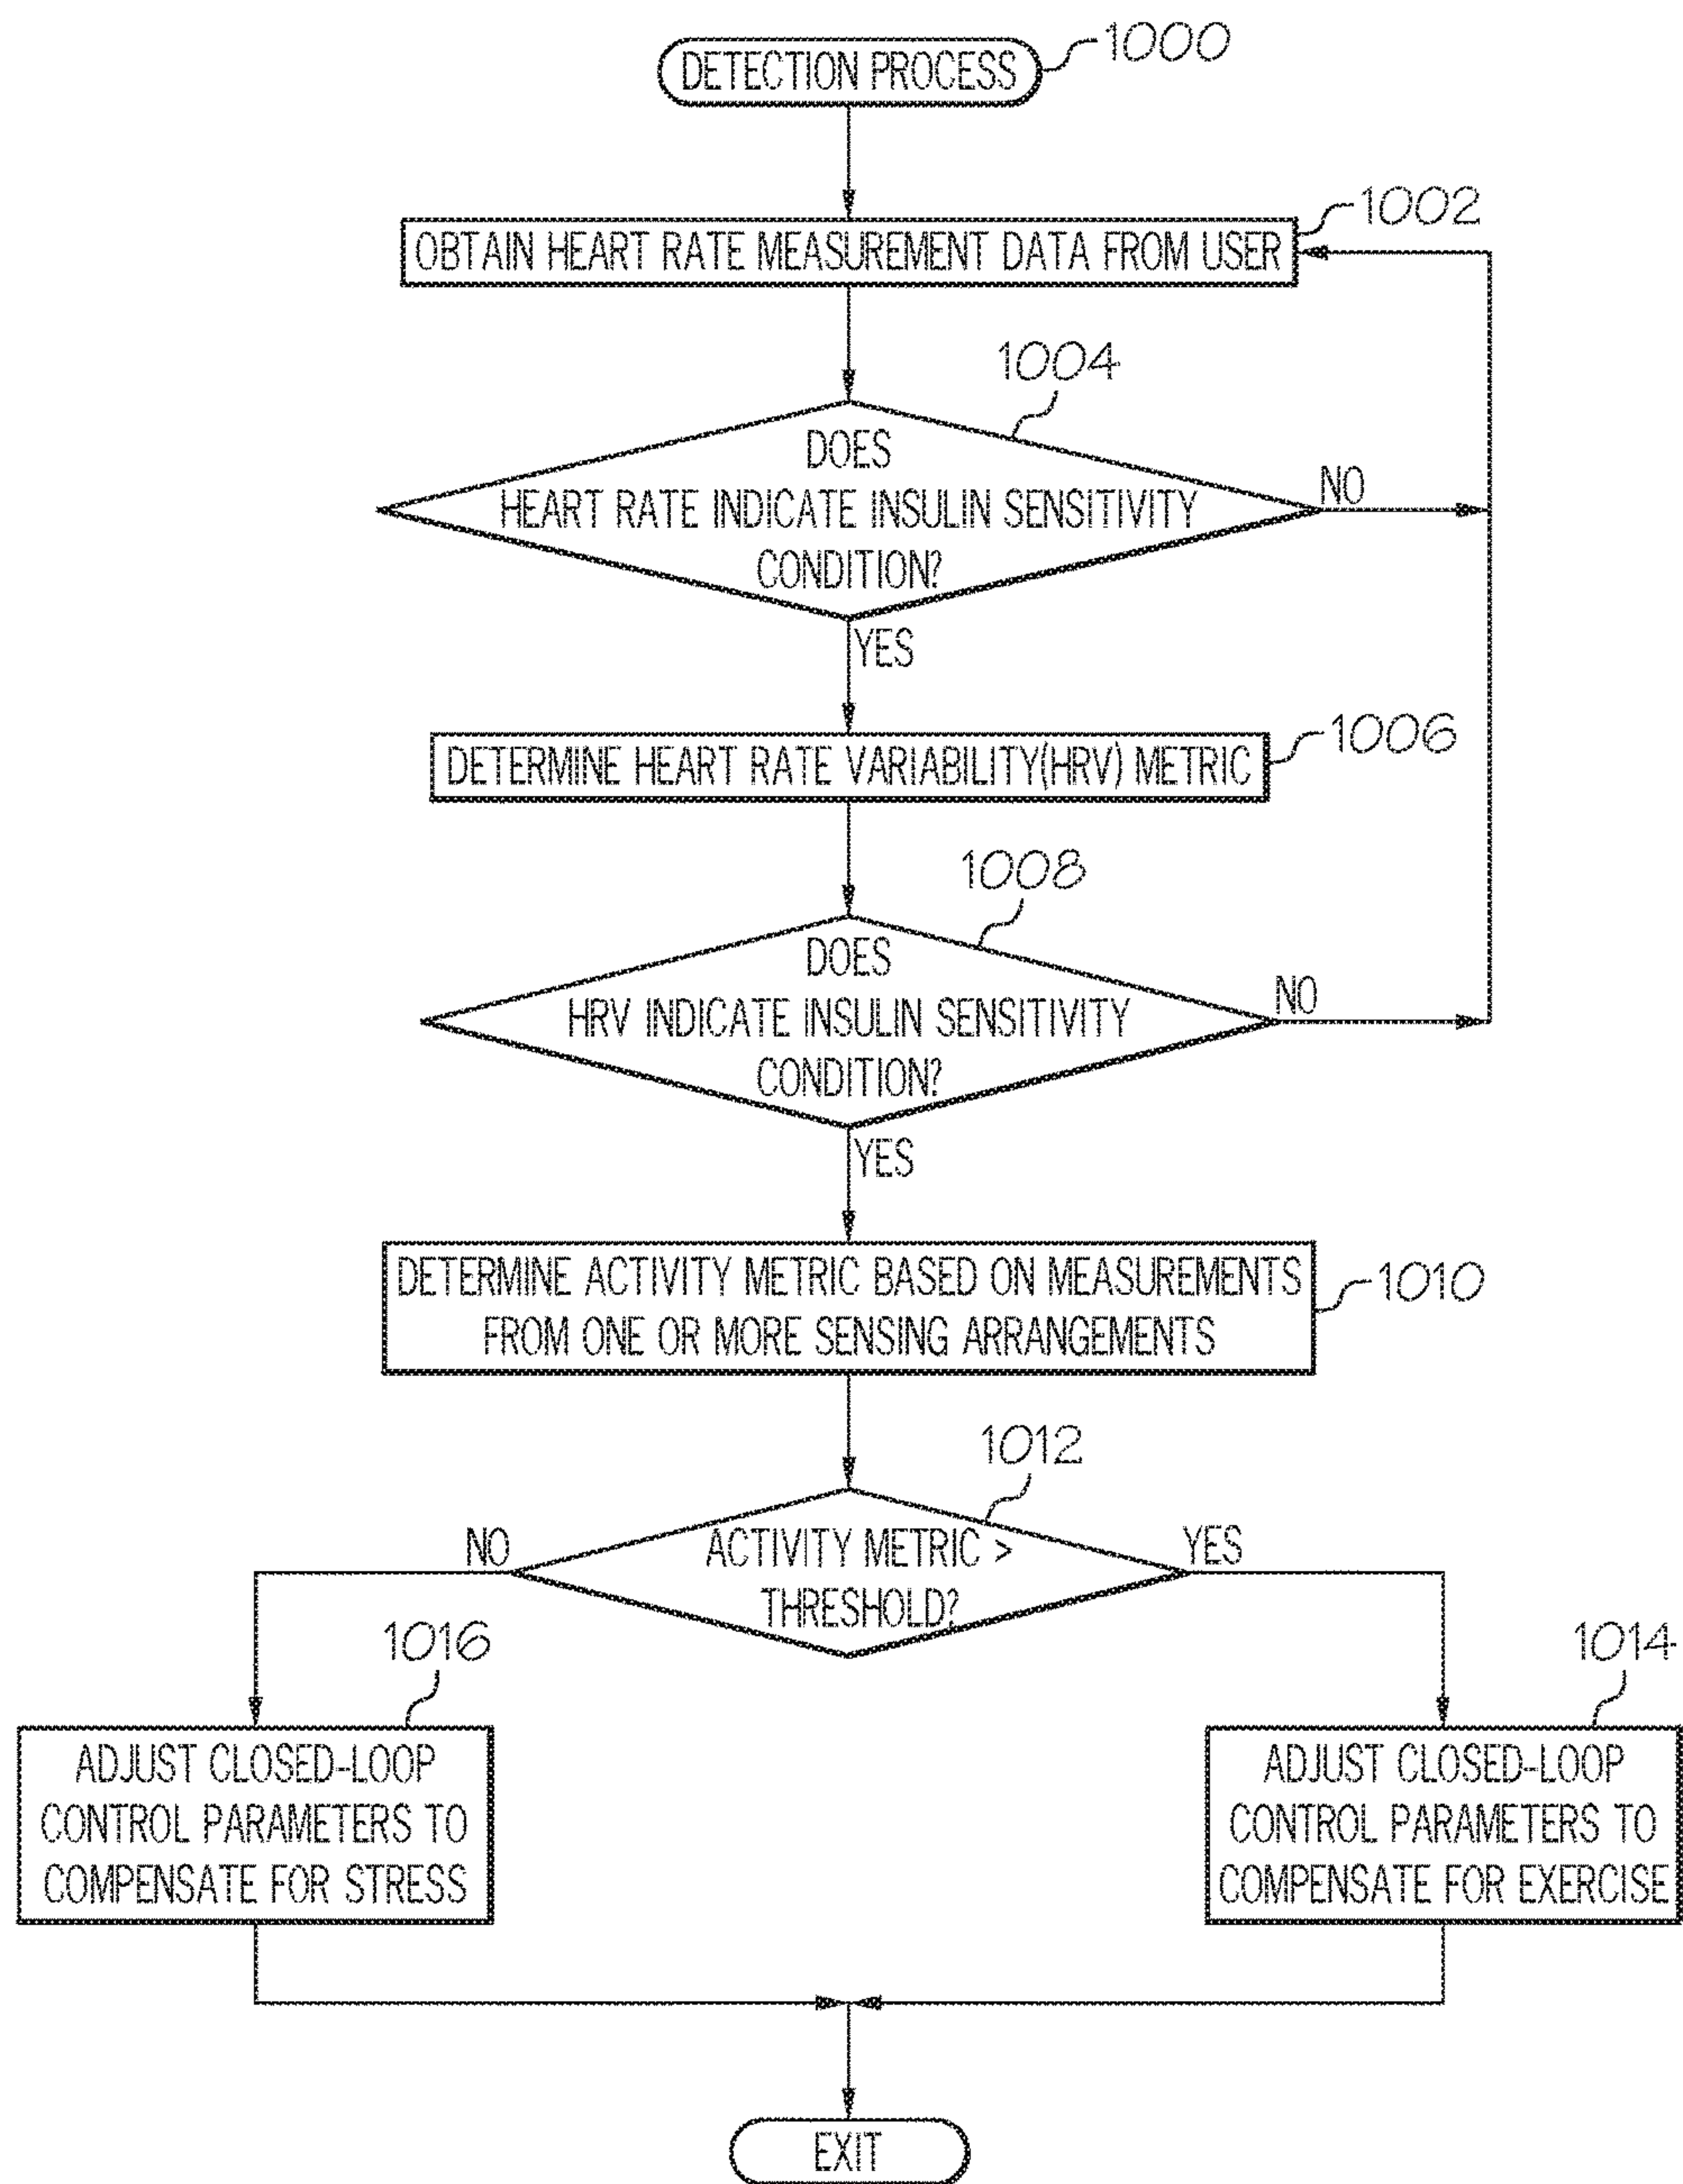 DETECTION PROCESS
1000
OBTAIN HEART RATE MEASUREMENT DATA FROM USER
1002
1004
DOES
HEART RATE INDICATE INSULIN SENSITIVITY
CONDITION?
NO
YES
DETERMINE HEART RATE VARIABILITY(HRV) METRIC
1006
1008
DOES
HRV INDICATE INSULIN SENSITIVITY
CONDITION?
NO
YES
DETERMINE ACTIVITY METRIC BASED ON MEASUREMENTS
FROM ONE OR MORE SENSING ARRANGEMENTS
1010
1012
ACTIVITY METRIC >
THRESHOLD?
NO
YES
1016
ADJUST CLOSED-LOOP
CONTROL PARAMETERS TO
COMPENSATE FOR STRESS
1014
ADJUST CLOSED-LOOP
CONTROL PARAMETERS TO
COMPENSATE FOR EXERCISE
EXIT